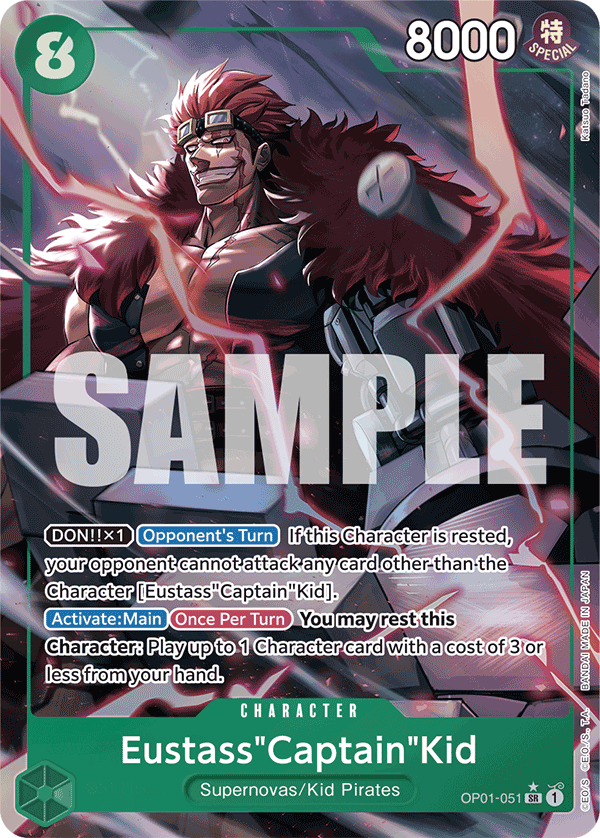 8
8000
特
SPECIAL
Katsuo Tadano
SAMPLE
DON!!×1 Opponent's Turn If this Character is rested,
your opponent cannot attack any card other than the
Character [Eustass"Captain"Kid].
Activate:Main Once Per Turn You may rest this
Character: Play up to 1 Character card with a cost of 3 or
less from your hand.
©EO/S. ©EIO./S., T.A. BANDAI MADE IN JAPAN
CHARACTER
Eustass"Captain"Kid
Supernovas/Kid Pirates
OP01-051 SR 1